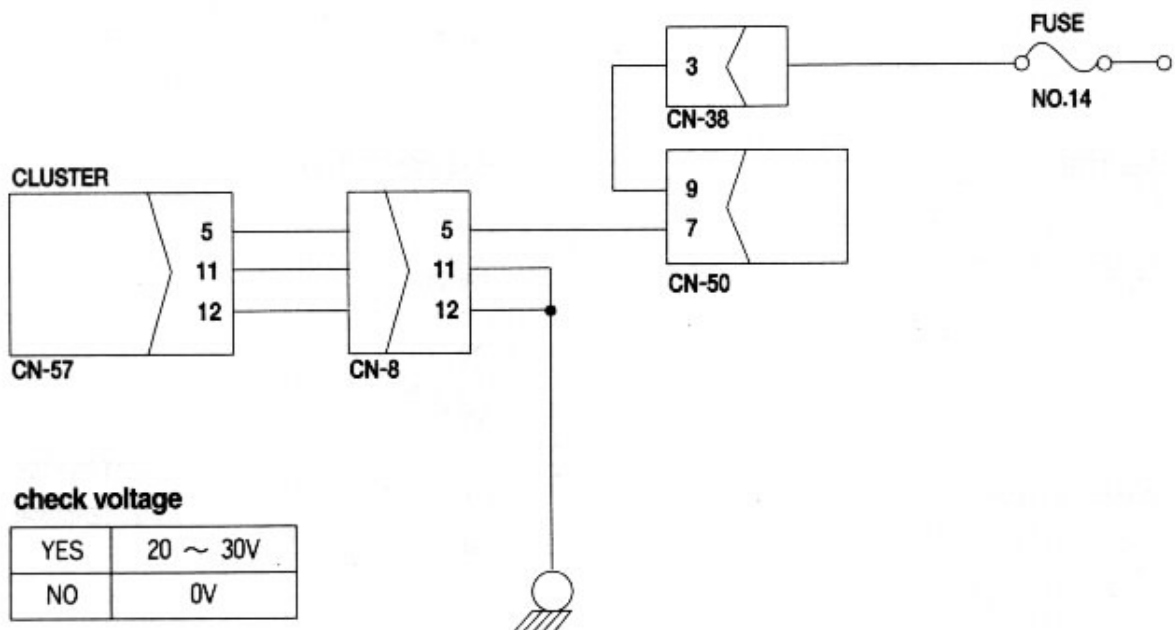 FUSE
3
NO.14
CN-38
CLUSTER
9
5
5
7
11
11
CN-50
12
12
CN-57
CN-8
check voltage
YES 20 ~ 30V
NO 0V